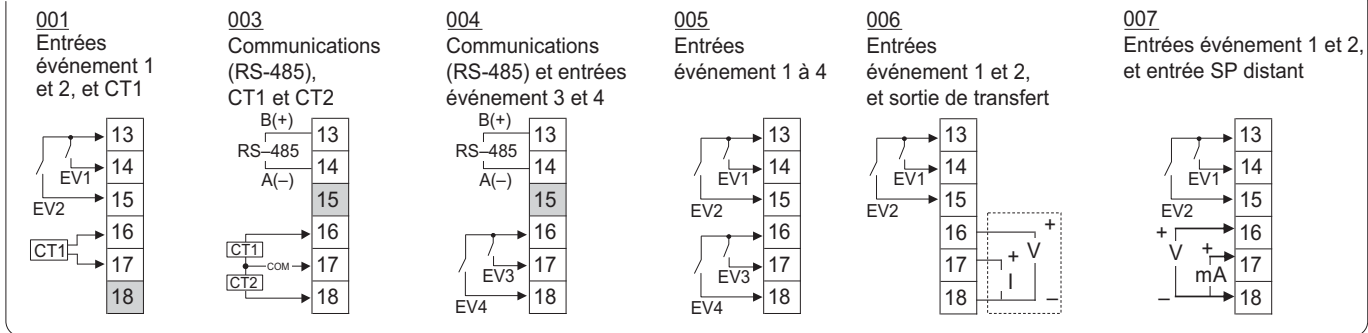 001
Entrées
événement 1
et 2, et CT1
13
14
EV1
15
EV2
16
CT1
17
18
003
Communications
(RS-485),
CT1 et CT2
B(+)
13
RS–485
14
A(–)
15
16
CT1
COM
17
CT2
18
004
Communications
(RS-485) et entrées
événement 3 et 4
B(+)
13
RS–485
14
A(–)
15
16
EV3
17
EV4
18
005
Entrées
événement 1 à 4
13
14
EV1
15
EV2
16
17
EV3
18
EV4
006
Entrées
événement 1 et 2,
et sortie de transfert
13
14
EV1
15
EV2
16
+
+ V
17
I
18
–
007
Entrées événement 1 et 2,
et entrée SP distant
13
14
EV1
15
EV2
+
16
V +
17
mA
–
18